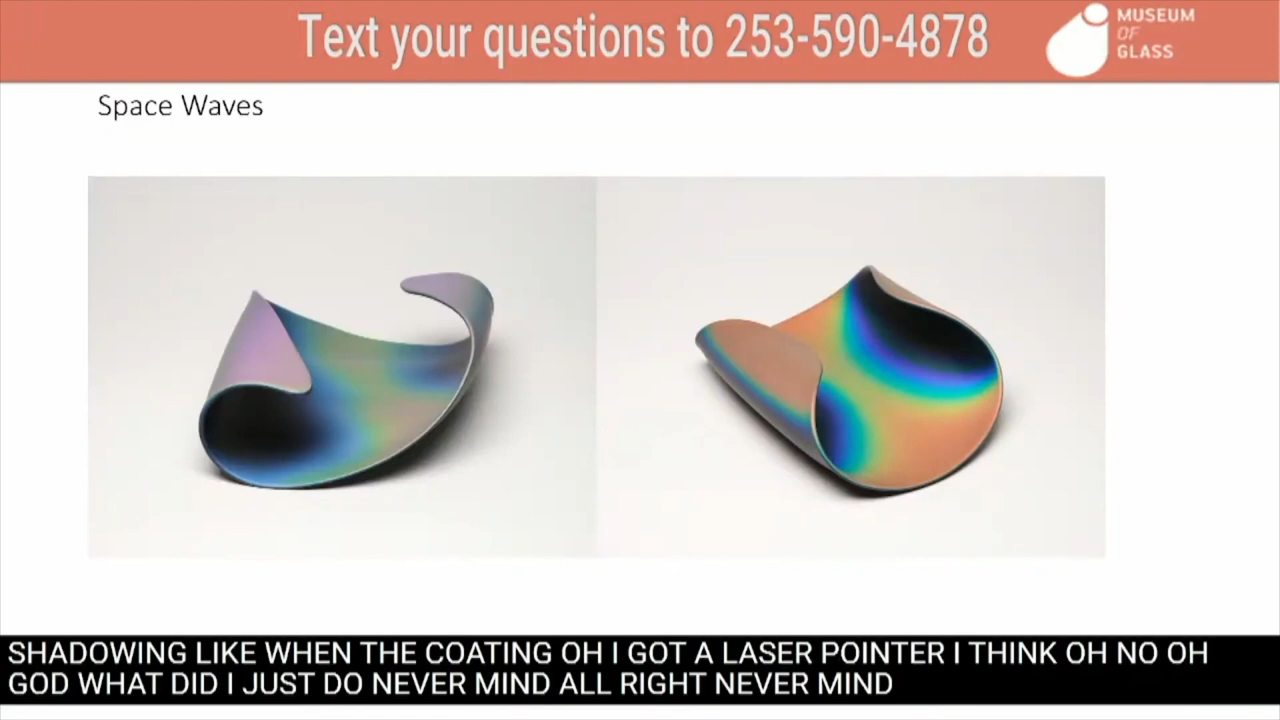 Text your questions to 253-590-4878
MUSEUM
OF
GLASS
Space Waves
SHADOWING LIKE WHEN THE COATING OH I GOT A LASER POINTER I THINK OH NO OH
GOD WHAT DID I JUST DO NEVER MIND ALL RIGHT NEVER MIND